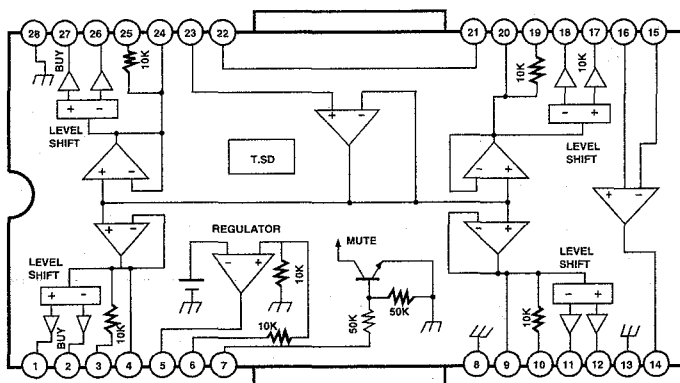 28 27 26 25 24 23 22 21 20 19 18 17 16 15
BUY
10K
10K
10K
+ -
- +
LEVEL
SHIFT
LEVEL
SHIFT
+ -
T.SD
+ -
- +
+ -
+ -
- +
REGULATOR
MUTE
LEVEL
SHIFT
LEVEL
SHIFT
+ -
- +
- +
BUY
10K
10K
10K
50K
50K
10K
1 2 3 4 5 6 7 8 9 10 11 12 13 14